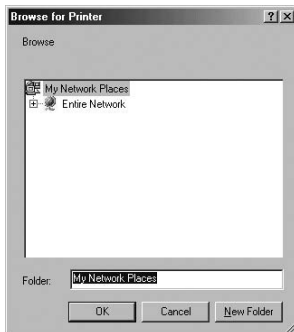 Browse for Printer
Browse
My Network Places
Entire Network
Folder: My Network Places
OK Cancel New Folder